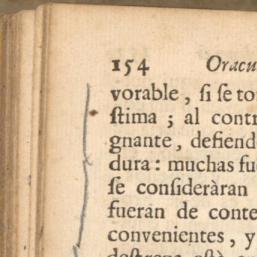 154 Oracu
vorable, si se to
stima; al contr
gnante, defiend
dura: muchas fu
se consideràran
fueran de conte
convenientes, y